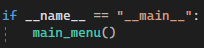 if __name__ == "__main__":
    main_menu()